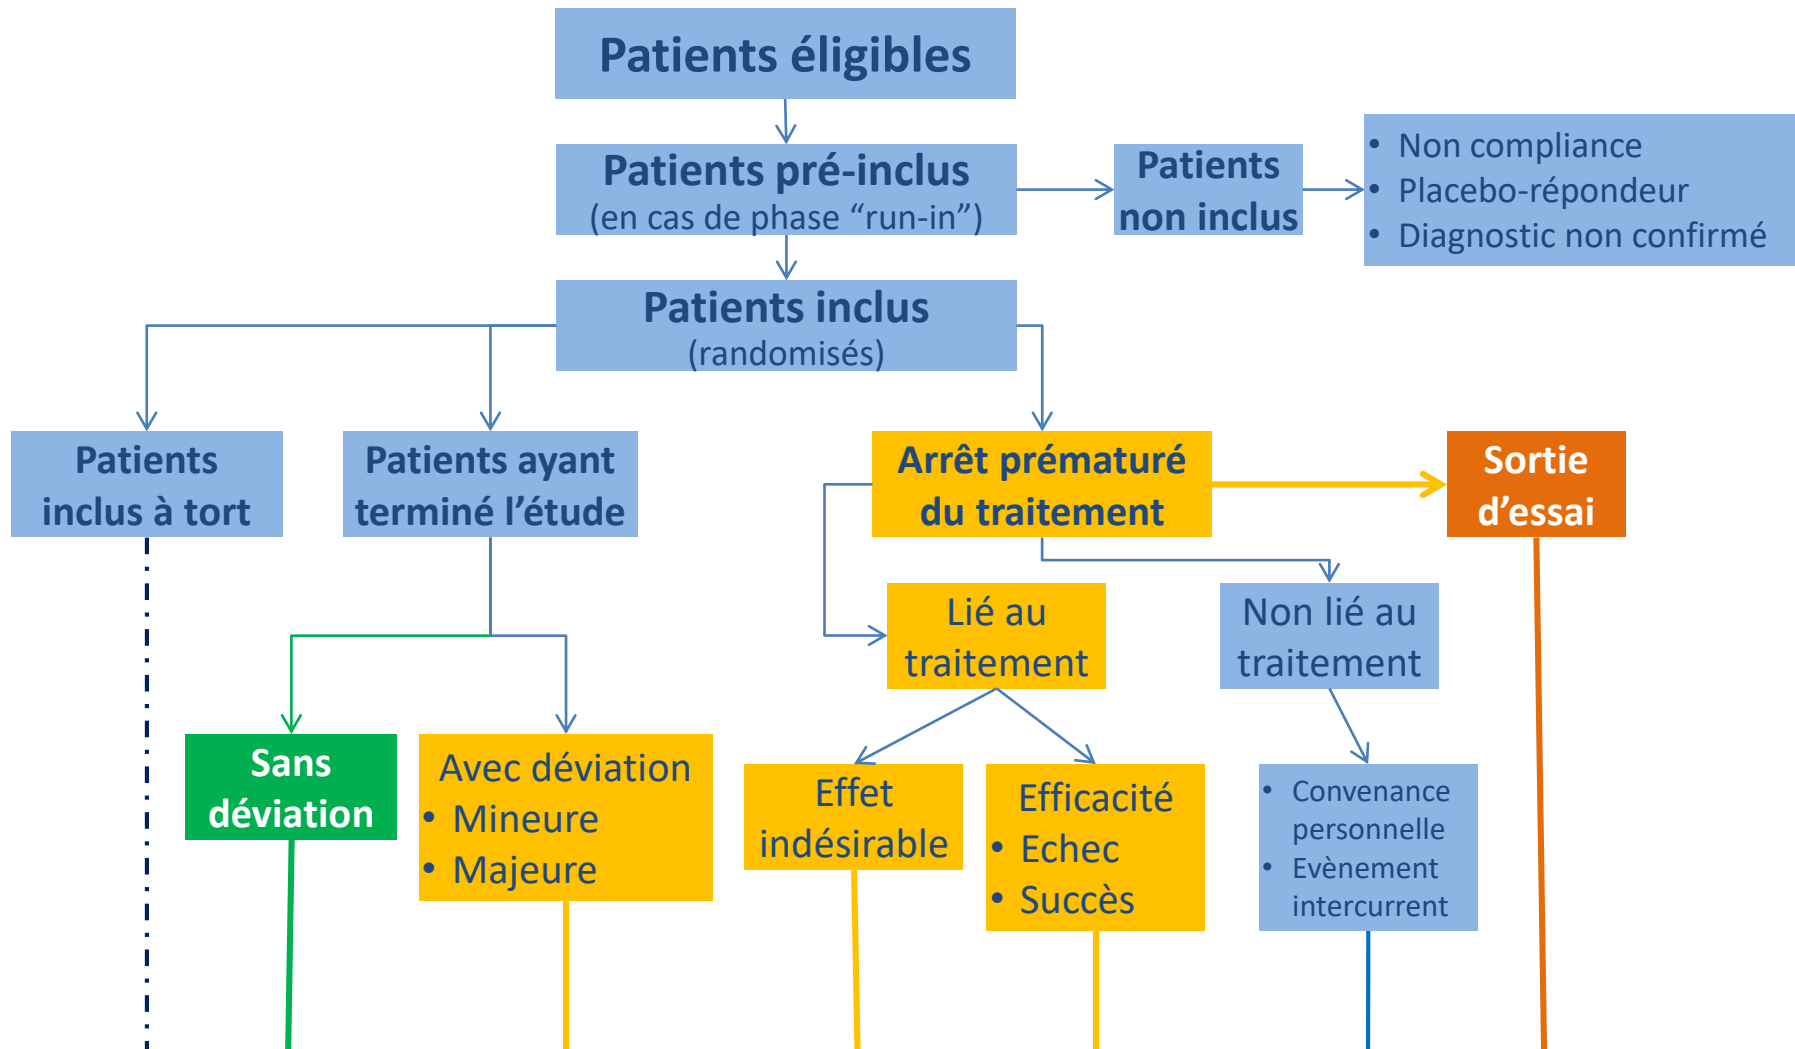 Patients éligibles
Patients pré-inclus
(en cas de phase “run-in”)
Patients
non inclus
• Non compliance
• Placebo-répondeur
• Diagnostic non confirmé
Patients inclus
(randomisés)
Patients
inclus à tort
Patients ayant
terminé l’étude
Arrêt prématuré
du traitement
Sortie
d’essai
Lié au
traitement
Non lié au
traitement
Sans
déviation
Avec déviation
• Mineure
• Majeure
Effet
indésirable
Efficacité
• Echec
• Succès
• Convenance
personnelle
• Evènement
intercurrent